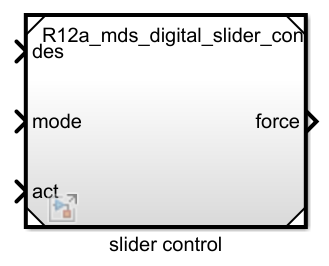 R12a_mds_digital_slider_con
des
mode
force
act
slider control